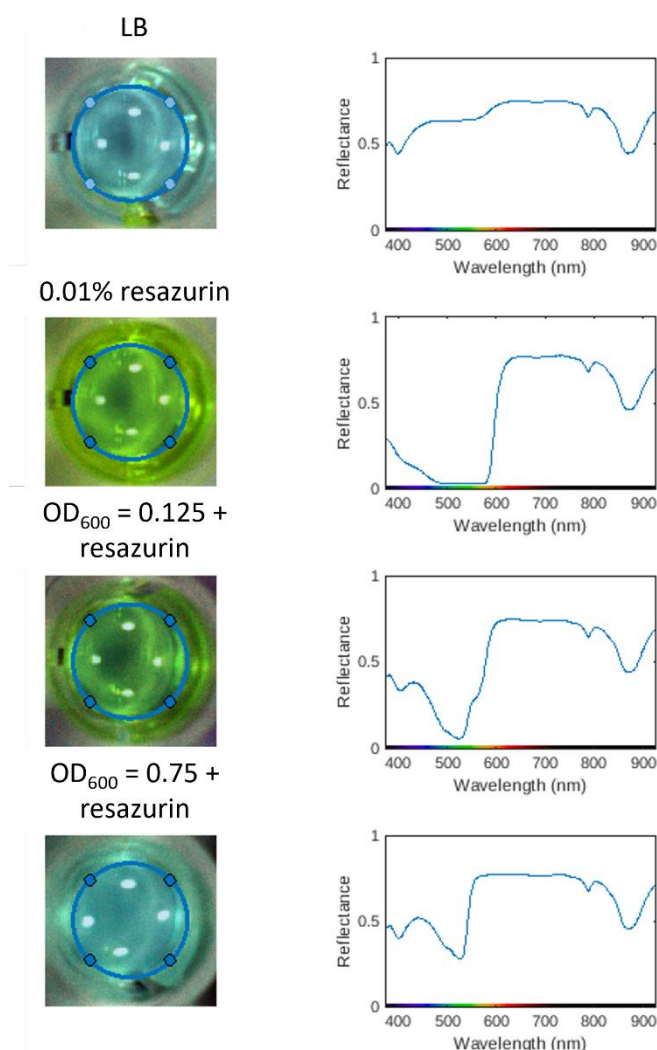 LB
1
0.5
0
Reflectance
400 500 600 700 800 900
Wavelength (nm)
0.01% resazurin
1
0.5
0
Reflectance
400 500 600 700 800 900
Wavelength (nm)
OD₆₀₀ = 0.125 +
resazurin
1
0.5
0
Reflectance
400 500 600 700 800 900
Wavelength (nm)
OD₆₀₀ = 0.75 +
resazurin
1
0.5
0
Reflectance
400 500 600 700 800 900
Wavelength (nm)